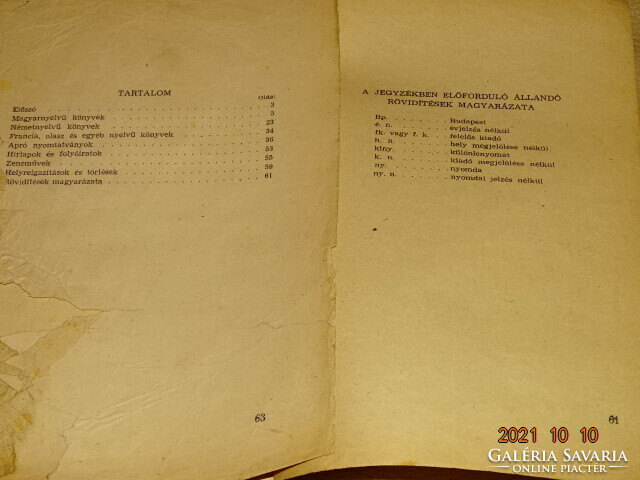 TARTALOM
Oldal
Előszó 3
Magyarnyelvű könyvek 5
Németnyelvű könyvek 23
Francia, olasz és egyéb nyelvű könyvek 34
Apró nyomtatványok 36
Hírlapok és folyóiratok 53
Zeneművek 55
Helyreigazítások és törlések 59
Rövidítések magyarázata 61
63
A JEGYZÉKBEN ELŐFORDULÓ ÁLLANDÓ
RÖVIDÍTÉSEK MAGYARÁZATA
Bp. Budapest
é. n. évjelzés nélkül
fk. vagy f. k. felelős kiadó
h. n. hely megjelölése nélkül
klny. különlenyomat
k. n. kiadó megjelölése nélkül
ny. nyomda
ny. n. nyomdai jelzés nélkül
61
2021 10 10
GALÉRIA SAVARIA
ONLINE PIACTÉR